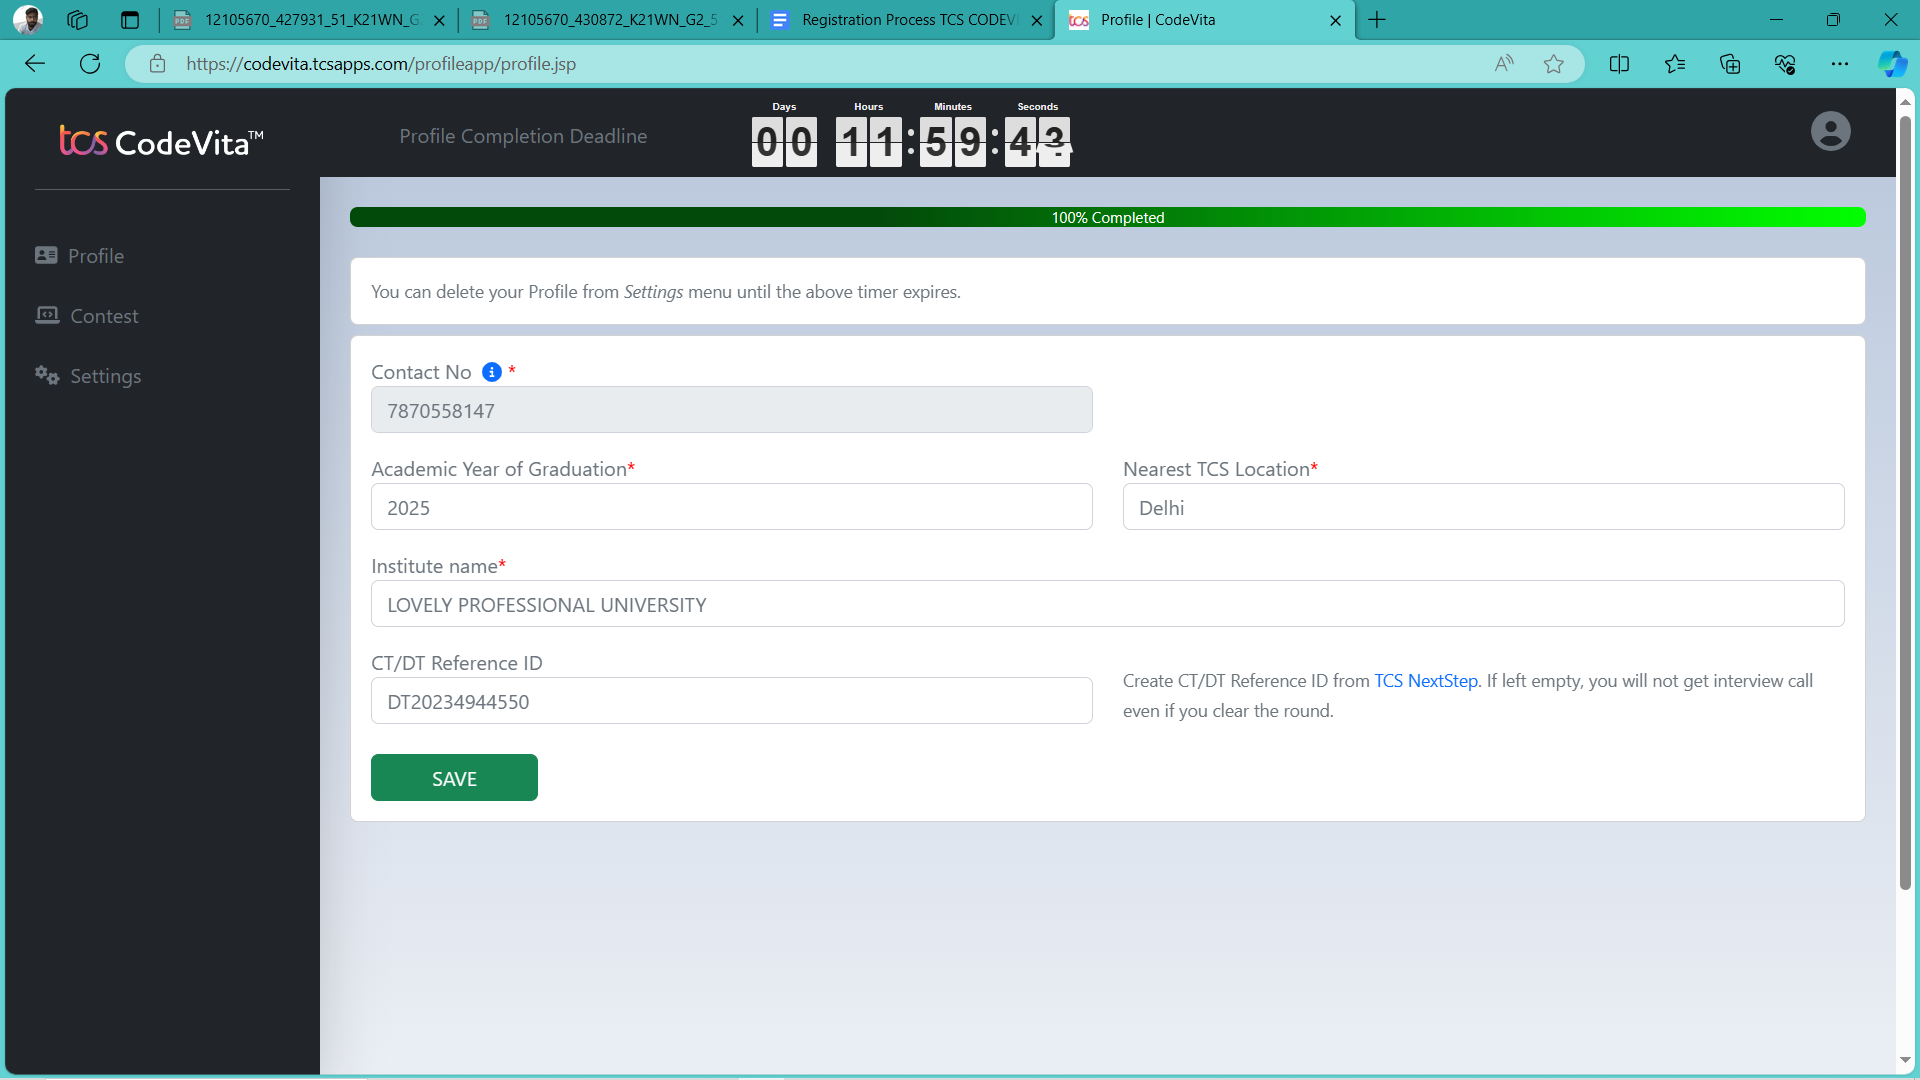 12105670_427931_51_K21WN_G
12105670_430872_K21WN_G2_5
Registration Process TCS CODEV
Profile | CodeVita
https://codevita.tcsapps.com/profileapp/profile.jsp
tcs CodeVita™
Profile Completion Deadline
Days Hours Minutes Seconds
00 11:59:43
Profile
Contest
Settings
100% Completed
You can delete your Profile from Settings menu until the above timer expires.
Contact No *
7870558147
Academic Year of Graduation*
2025
Nearest TCS Location*
Delhi
Institute name*
LOVELY PROFESSIONAL UNIVERSITY
CT/DT Reference ID
DT20234944550
Create CT/DT Reference ID from TCS NextStep. If left empty, you will not get interview call
even if you clear the round.
SAVE